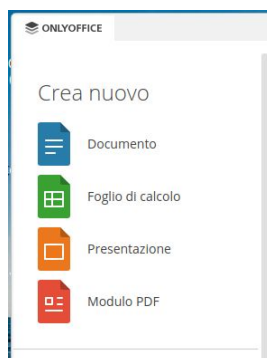 ONLYOFFICE
Crea nuovo
Documento
Foglio di calcolo
Presentazione
Modulo PDF